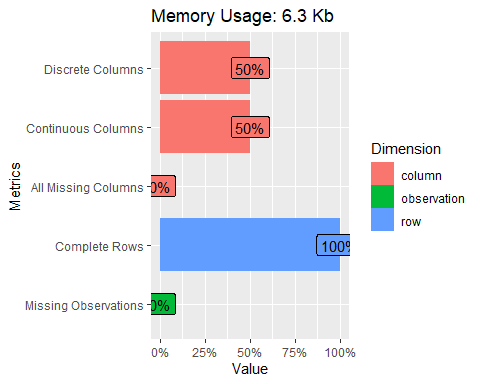 Memory Usage: 6.3 Kb
Metrics
Discrete Columns
50%
Continuous Columns
50%
All Missing Columns
0%
Complete Rows
100%
Missing Observations
0%
0%
25%
50%
75%
100%
Value
Dimension
column
observation
row